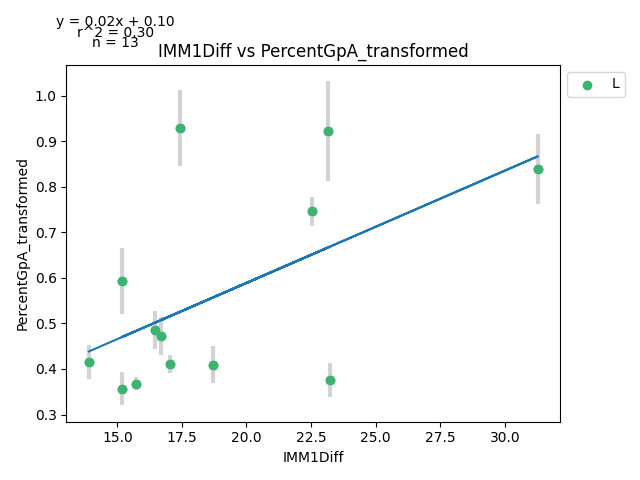 y = 0.02x + 0.10
r^2 = 0.30
n = 13
IMM1Diff vs PercentGpA_transformed
L
PercentGpA_transformed
1.0
0.9
0.8
0.7
0.6
0.5
0.4
0.3
15.0 17.5 20.0 22.5 25.0 27.5 30.0
IMM1Diff